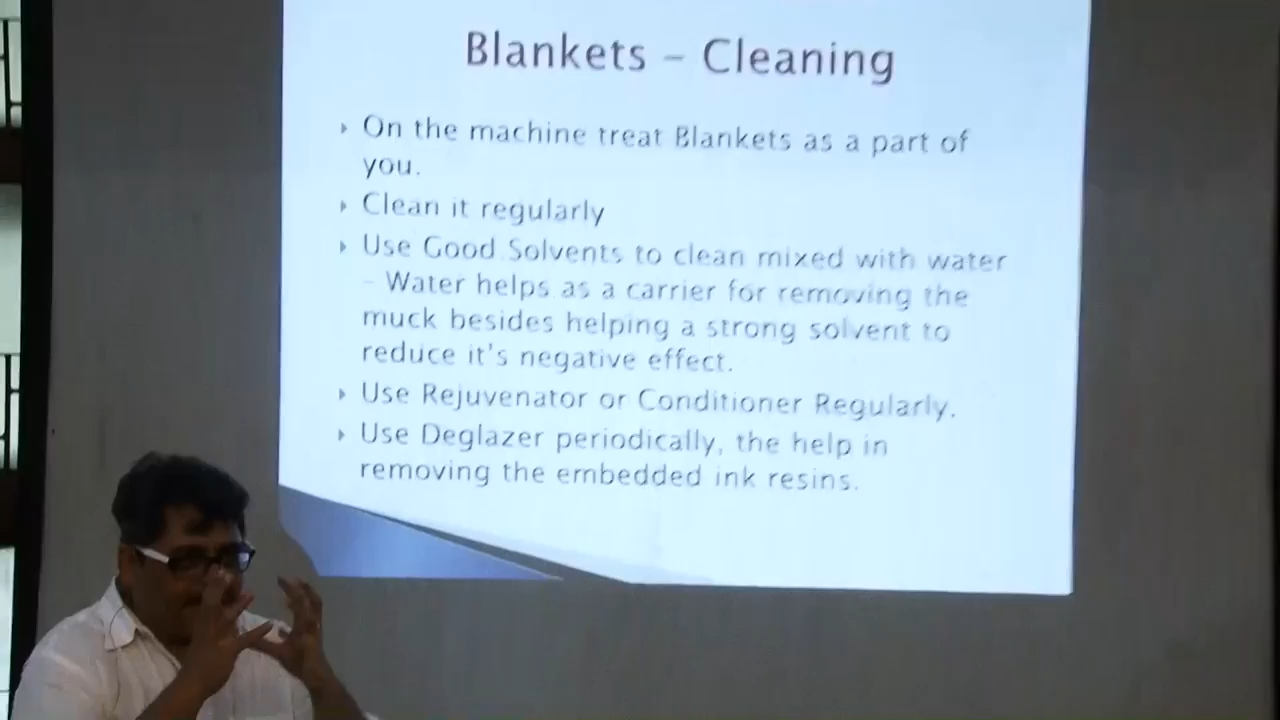 Blankets – Cleaning
On the machine treat Blankets as a part of
you.
Clean it regularly
Use Good Solvents to clean mixed with water
– Water helps as a carrier for removing the
muck besides helping a strong solvent to
reduce it's negative effect.
Use Rejuvenator or Conditioner Regularly.
Use Deglazer periodically, the help in
removing the embedded ink resins.